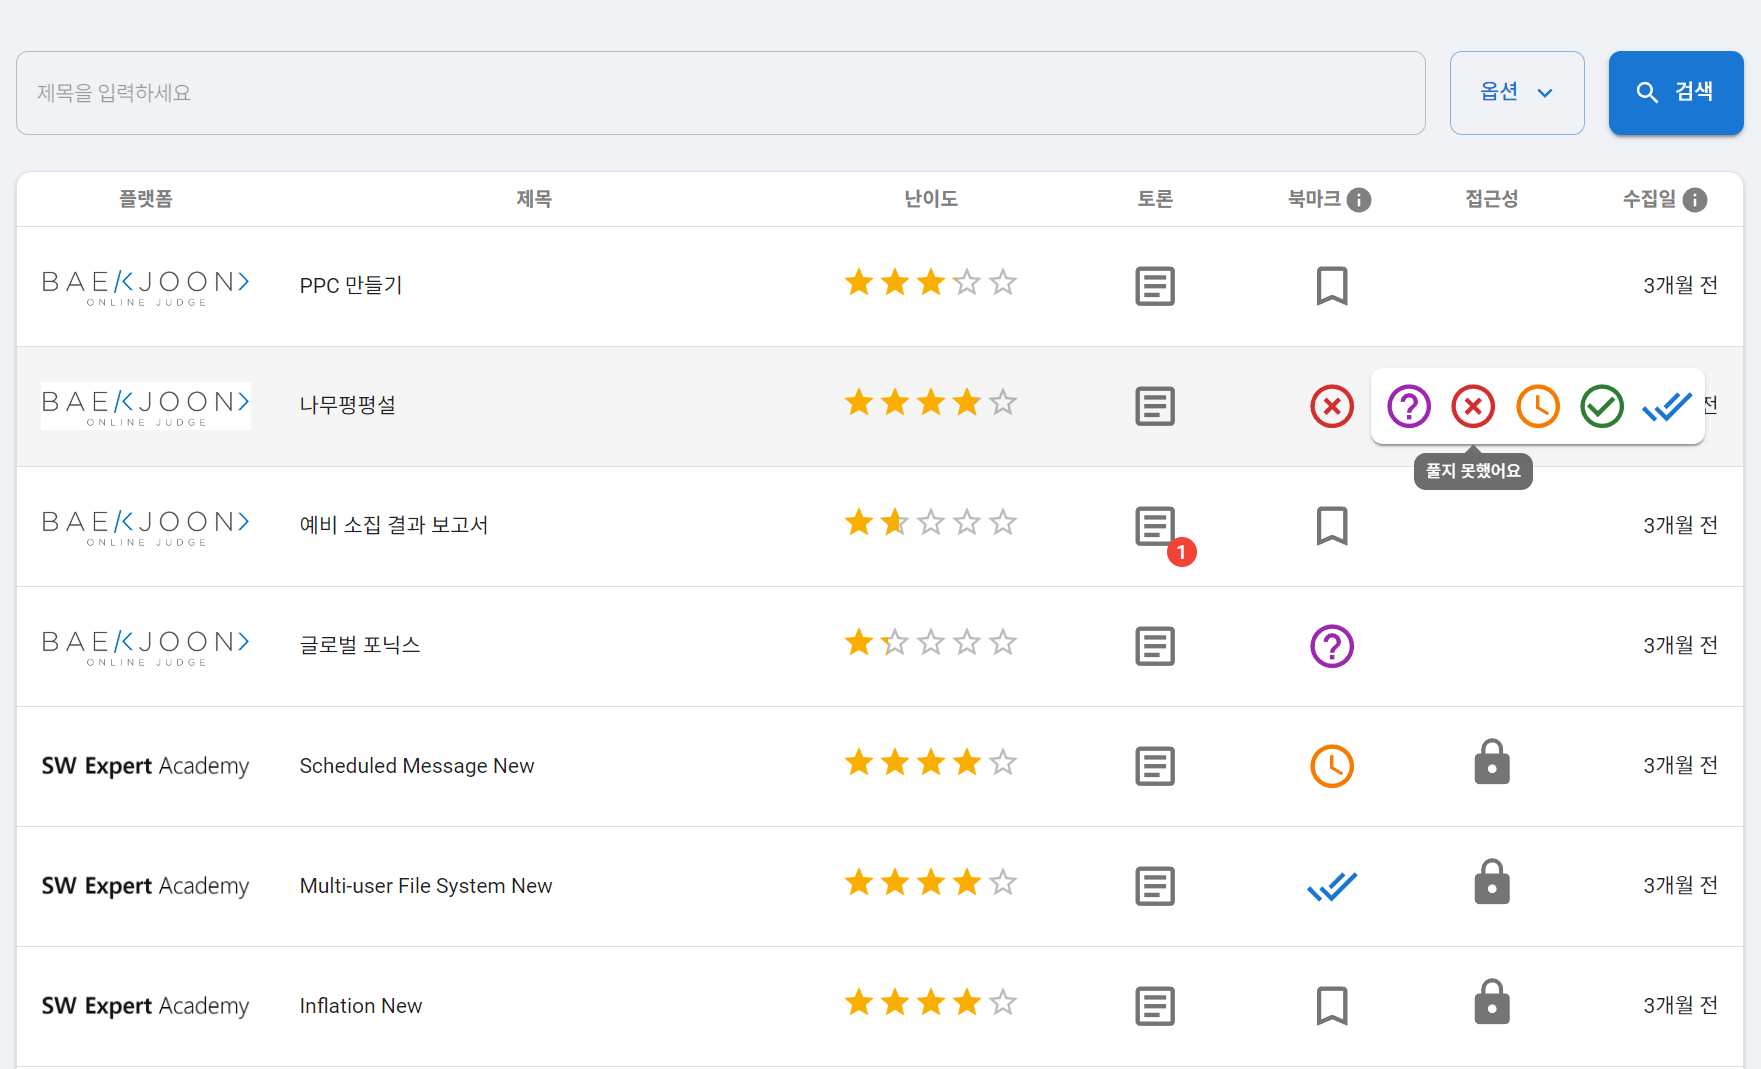 제목을 입력하세요
옵션
검색
플랫폼 제목 난이도 토론 북마크 접근성 수집일
BAEKJOON
ONLINE JUDGE
PPC 만들기
3개월 전
BAEKJOON
ONLINE JUDGE
나무평평설
전
풀지 못했어요
BAEKJOON
ONLINE JUDGE
예비 소집 결과 보고서
1
3개월 전
BAEKJOON
ONLINE JUDGE
글로벌 포닉스
3개월 전
SW Expert Academy
Scheduled Message New
3개월 전
SW Expert Academy
Multi-user File System New
3개월 전
SW Expert Academy
Inflation New
3개월 전